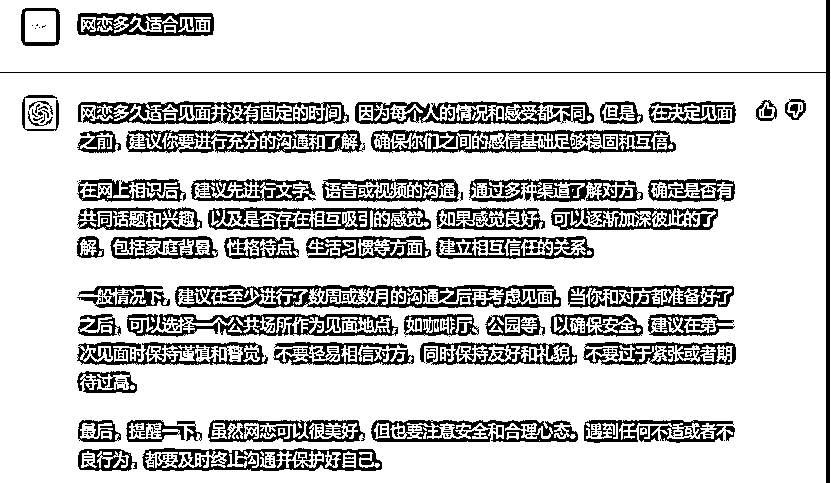 网恋多久适合见面
网恋多久适合见面并没有固定的时间，因为每个人的情况和感受都不同。但是，在决定见面
之前，建议你要进行充分的沟通和了解，确保你们之间的感情基础足够稳固和互信。
在网上相识后，建议先进行文字、语音或视频的沟通，通过多种渠道了解对方，确定是否有
共同话题和兴趣，以及是否存在相互吸引的感觉。如果感觉良好，可以逐渐加深彼此的了
解，包括家庭背景、性格特点、生活习惯等方面，建立相互信任的关系。
一般情况下，建议在至少进行了数周或数月的沟通之后再考虑见面。当你和对方都准备好了
之后，可以选择一个公共场所作为见面地点，如咖啡厅、公园等，以确保安全。建议在第一
次见面时保持谨慎和警觉，不要轻易相信对方，同时保持友好和礼貌，不要过于紧张或者期
待过高。
最后，提醒一下，虽然网恋可以很美好，但也要注意安全和合理心态。遇到任何不适或者不
良行为，都要及时终止沟通并保护好自己。